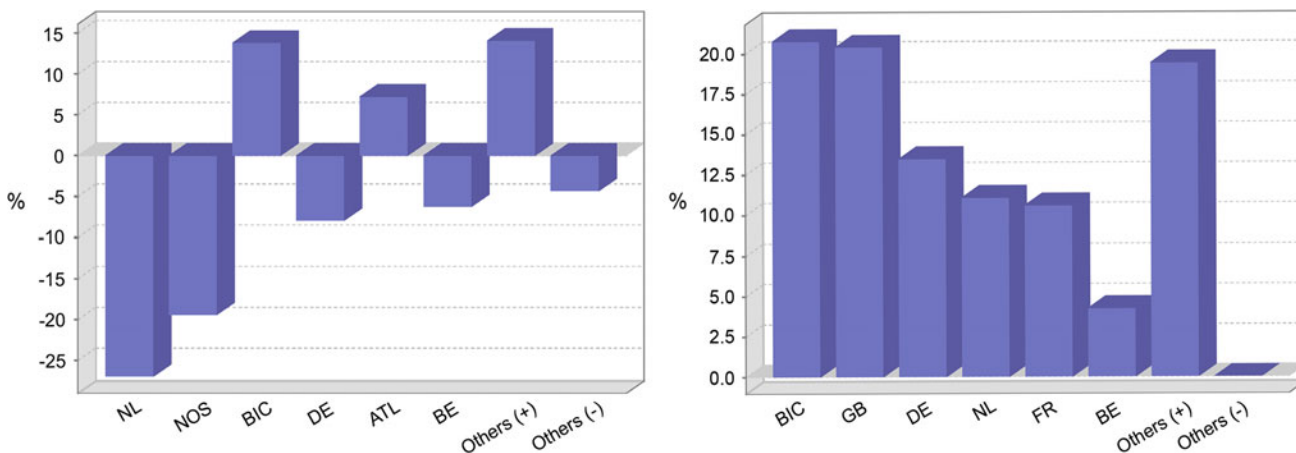 15
10
5
0
-5
-10
-15
-20
-25
%
NL
NOS
BIC
DE
ATL
BE
Others (+)
Others (-)
20.0
17.5
15.0
12.5
10.0
7.5
5.0
2.5
0.0
%
BIC
GB
DE
NL
FR
BE
Others (+)
Others (-)